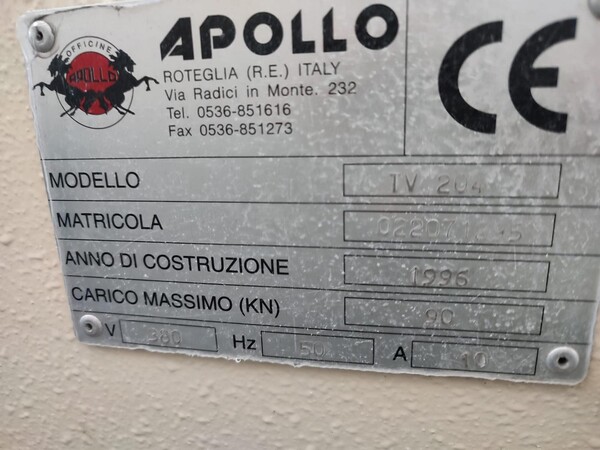 OFFICINE
APOLLO
APOLLO
ROTEGLIA (R.E.) ITALY
Via Radici in Monte. 232
Tel. 0536-851616
Fax 0536-851273
CE
MODELLO TV 204
MATRICOLA
ANNO DI COSTRUZIONE 1996
CARICO MASSIMO (KN) 90
V 380 Hz 50 A 10